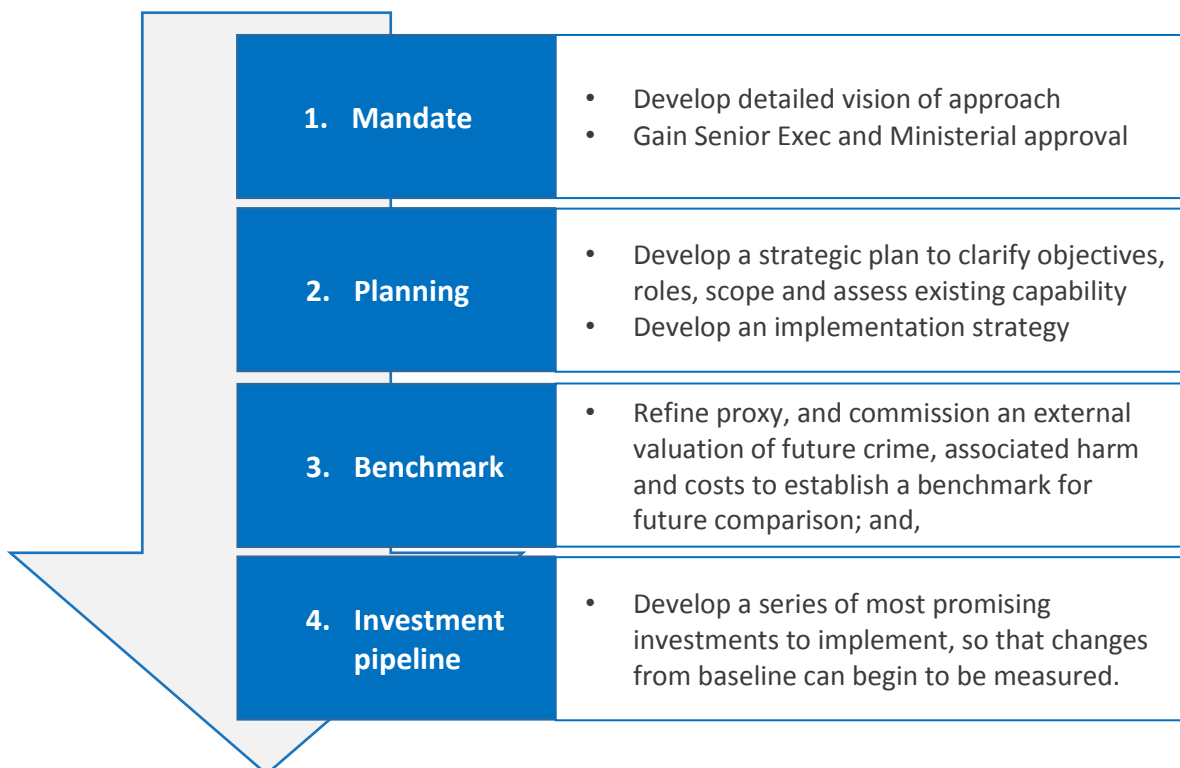 1. Mandate
• Develop detailed vision of approach
• Gain Senior Exec and Ministerial approval
2. Planning
• Develop a strategic plan to clarify objectives,
roles, scope and assess existing capability
• Develop an implementation strategy
3. Benchmark
• Refine proxy, and commission an external
valuation of future crime, associated harm
and costs to establish a benchmark for
future comparison; and,
4. Investment
pipeline
• Develop a series of most promising
investments to implement, so that changes
from baseline can begin to be measured.